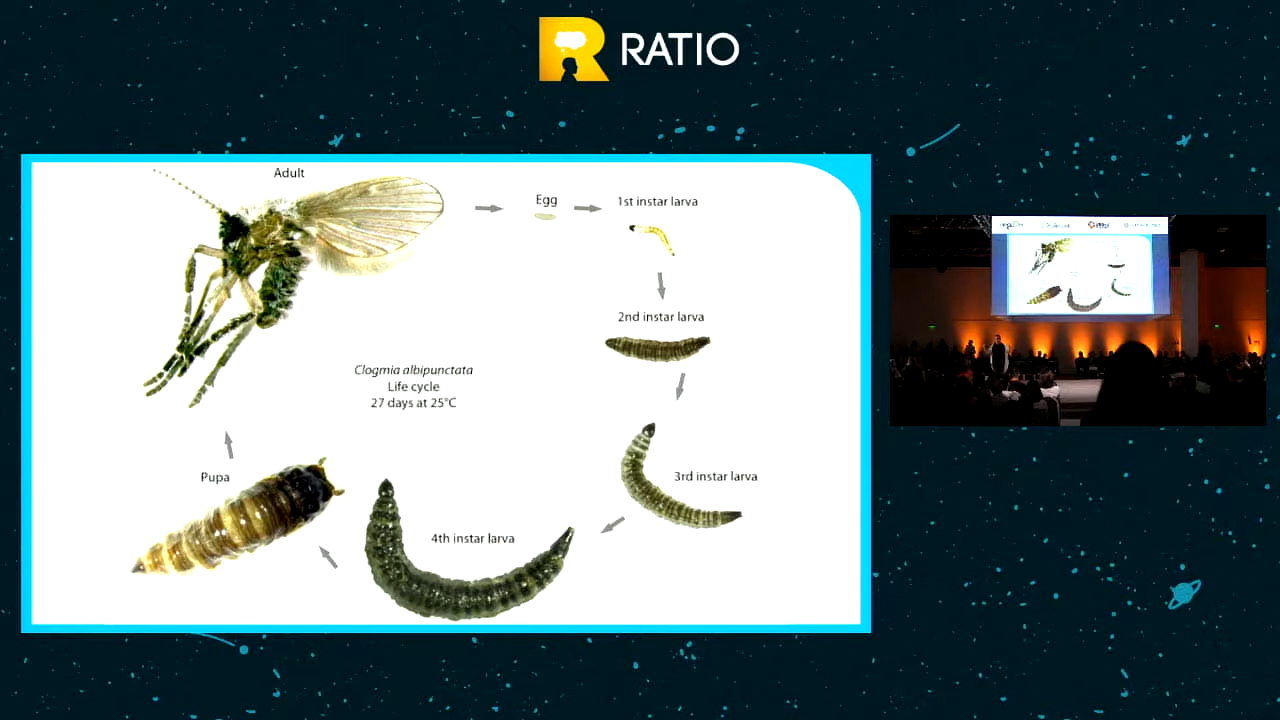 RATIO
Adult
Egg
1st instar larva
2nd instar larva
Clogmia albipunctata
Life cycle
27 days at 25°C
3rd instar larva
Pupa
4th instar larva